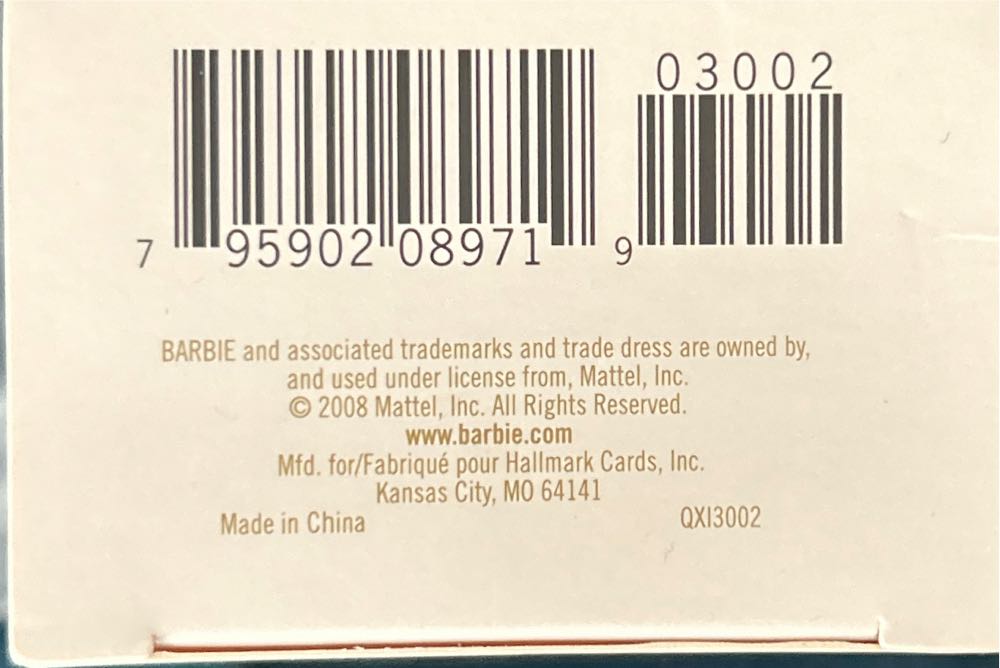 03002
7 95902 08971 9
BARBIE and associated trademarks and trade dress are owned by,
and used under license from, Mattel, Inc.
© 2008 Mattel, Inc. All Rights Reserved.
www.barbie.com
Mfd. for/Fabriqué pour Hallmark Cards, Inc.
Kansas City, MO 64141
Made in China QXI3002